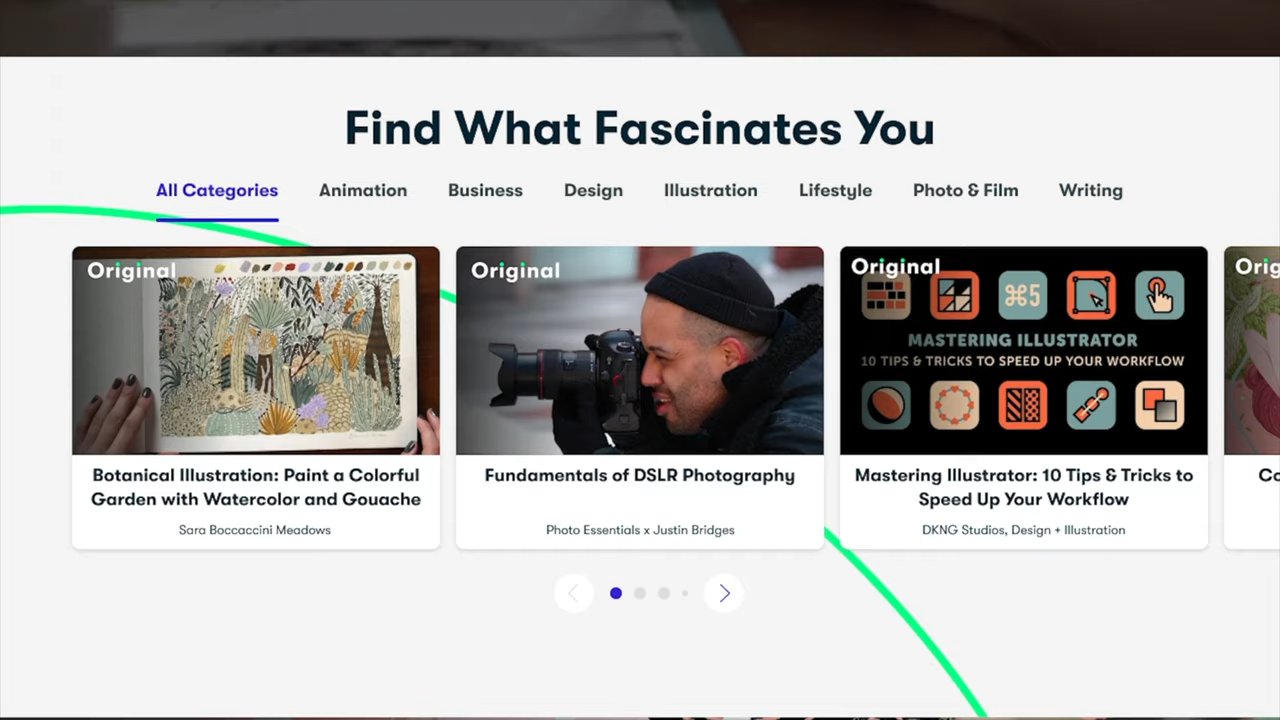 Find What Fascinates You
All Categories
Animation
Business
Design
Illustration
Lifestyle
Photo & Film
Writing
Original
Botanical Illustration: Paint a Colorful
Garden with Watercolor and Gouache
Sara Boccaccini Meadows
Original
Fundamentals of DSLR Photography
Photo Essentials x Justin Bridges
Original
⌘5
MASTERING ILLUSTRATOR
10 TIPS & TRICKS TO SPEED UP YOUR WORKFLOW
Mastering Illustrator: 10 Tips & Tricks to
Speed Up Your Workflow
DKNG Studios, Design + Illustration
Orig
Co